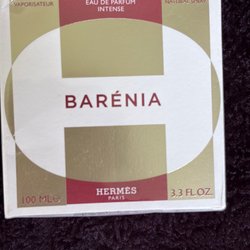 VAPORISATEUR
EAU DE PARFUM
INTENSE
NATURAL SPRAY
BARÉNIA
100 ML℮
HERMÈS
PARIS
3.3 FL.OZ.